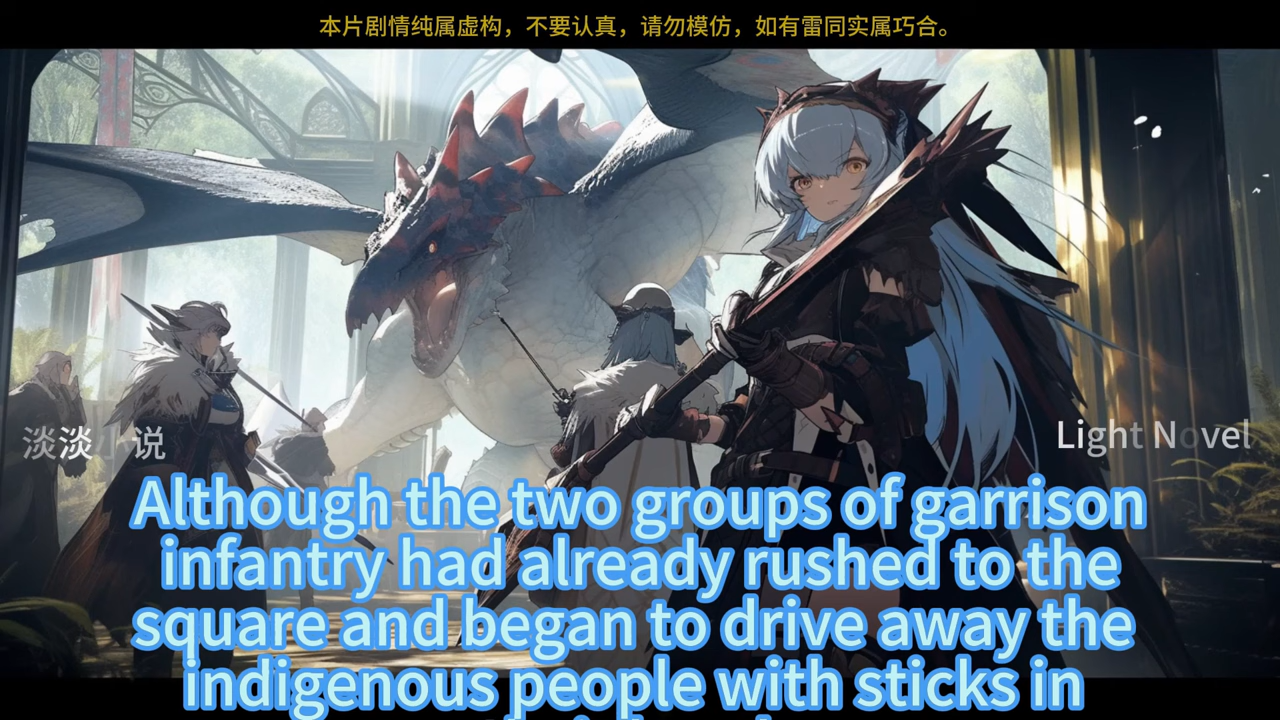 本片剧情纯属虚构，不要认真，请勿模仿，如有雷同实属巧合。
淡淡小说
Light Novel
Although the two groups of garrison
infantry had already rushed to the
square and began to drive away the
indigenous people with sticks in